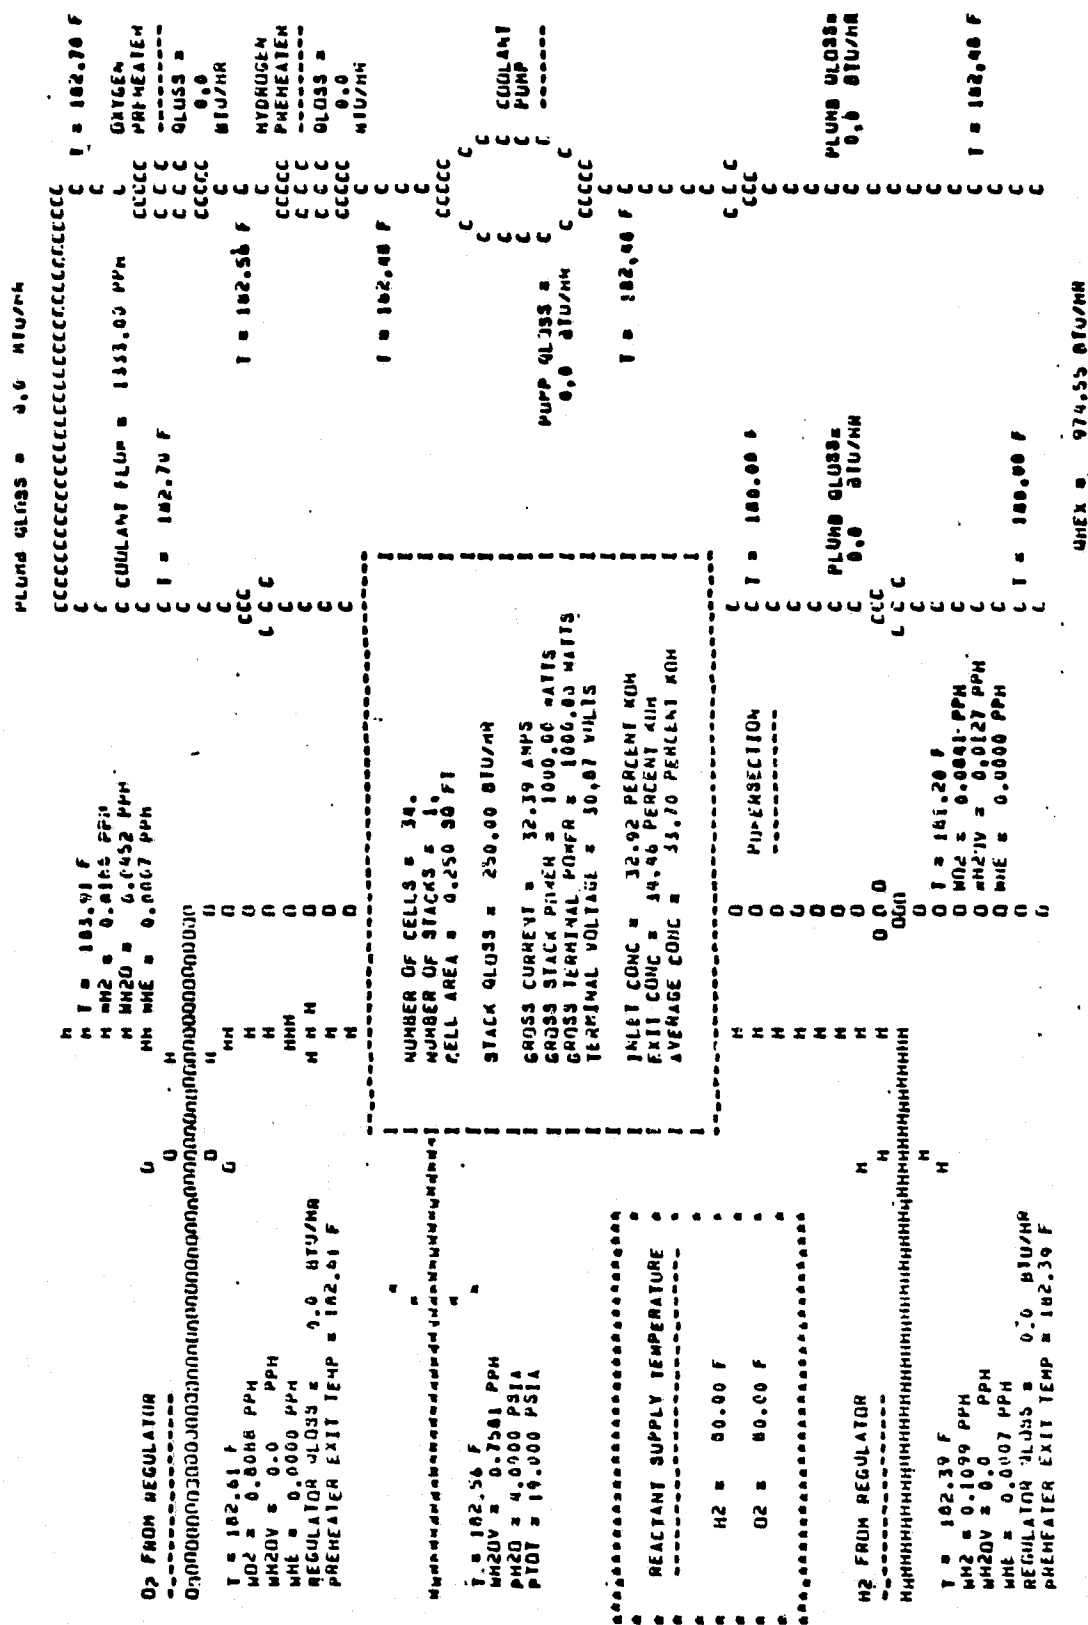 PLUMB QLOSS = 0.0 BTU/HR
T = 182.70 F
COOLANT FLOW = 1333.00 PPH
T = 182.70 F
OXYGEN
PREHEATER
----------
QLOSS =
0.0
BTU/HR
T = 182.56 F
HYDROGEN
PREHEATER
----------
QLOSS =
0.0
BTU/HR
T = 182.48 F
COOLANT
PUMP
-------
PUMP QLOSS =
0.0 BTU/HR
T = 182.48 F
PLUMB QLOSS=
0.0 BTU/HR
T = 182.48 F
T = 180.00 F
PLUMB QLOSS=
0.0 BTU/HR
T = 180.00 F
QHEX = 974.55 BTU/HR
T = 183.91 F
WH2 = 0.0186 PPH
WH2O = 0.0452 PPH
WHE = 0.0007 PPH
NUMBER OF CELLS = 34.
NUMBER OF STACKS = 1.
CELL AREA = 0.250 SQ FT
STACK QLOSS = 250.00 BTU/HR
GROSS CURRENT = 32.39 AMPS
GROSS STACK POWER = 1000.00 WATTS
GROSS TERMINAL POWER = 1000.00 WATTS
TERMINAL VOLTAGE = 30.87 VOLTS
INLET CONC = 32.92 PERCENT KOH
EXIT CONC = 34.46 PERCENT KOH
AVERAGE CONC = 33.70 PERCENT KOH
POWERSECTION
------------
T = 181.20 F
WO2 = 0.0841 PPH
WH2OV = 0.0127 PPH
WHE = 0.0000 PPH
O2 FROM REGULATOR
-----------------
T = 182.61 F
WO2 = 0.8088 PPH
WH2OV = 0.0 PPH
WHE = 0.0000 PPH
REGULATOR QLOSS = 0.0 BTU/HR
PREHEATER EXIT TEMP = 182.61 F
T = 182.56 F
WH2OV = 0.7581 PPH
PH2O = 4.0900 PSIA
PTOT = 19.000 PSIA
REACTANT SUPPLY TEMPERATURE
---------------------------
H2 = 80.00 F
O2 = 80.00 F
H2 FROM REGULATOR
-----------------
T = 182.39 F
WH2 = 0.1099 PPH
WH2OV = 0.0 PPH
WHE = 0.0007 PPH
REGULATOR QLOSS = 0.0 BTU/HR
PREHEATER EXIT TEMP = 182.39 F